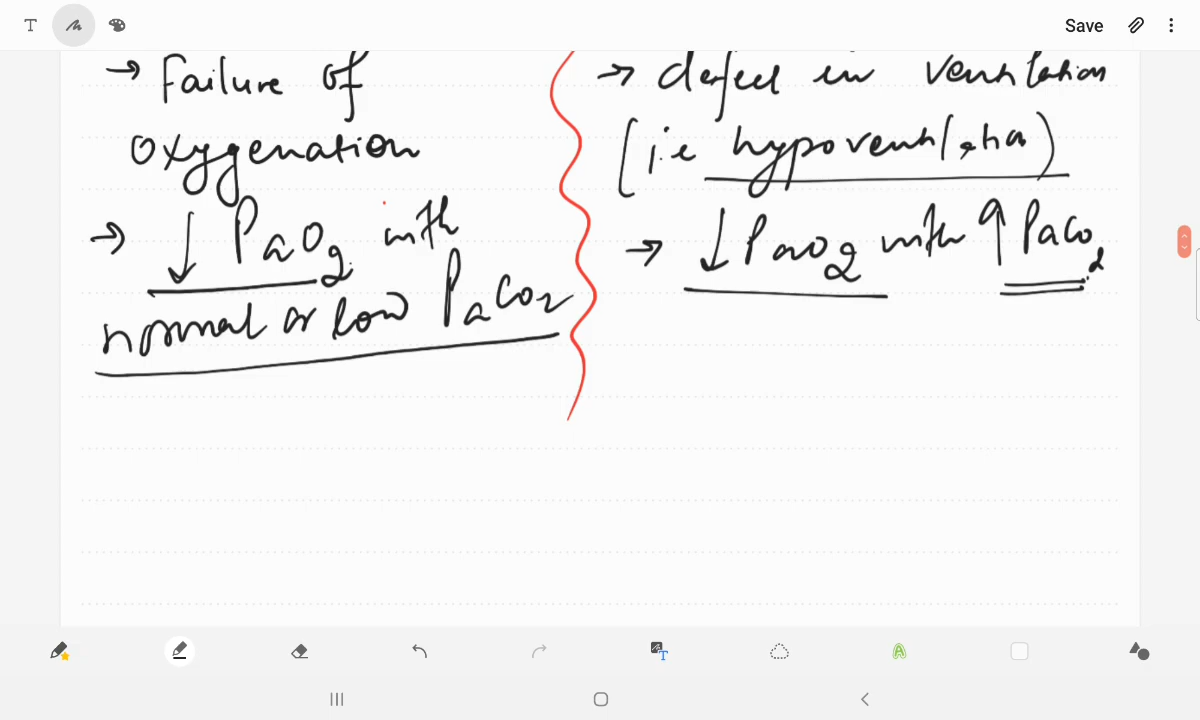 Save
→ Failure of
oxygenation
→ ↓ PaO2 with
normal or low PaCO2
→ defect in ventilation
(i.e hypoventilation)
→ ↓ PaO2 with ↑ PaCO2